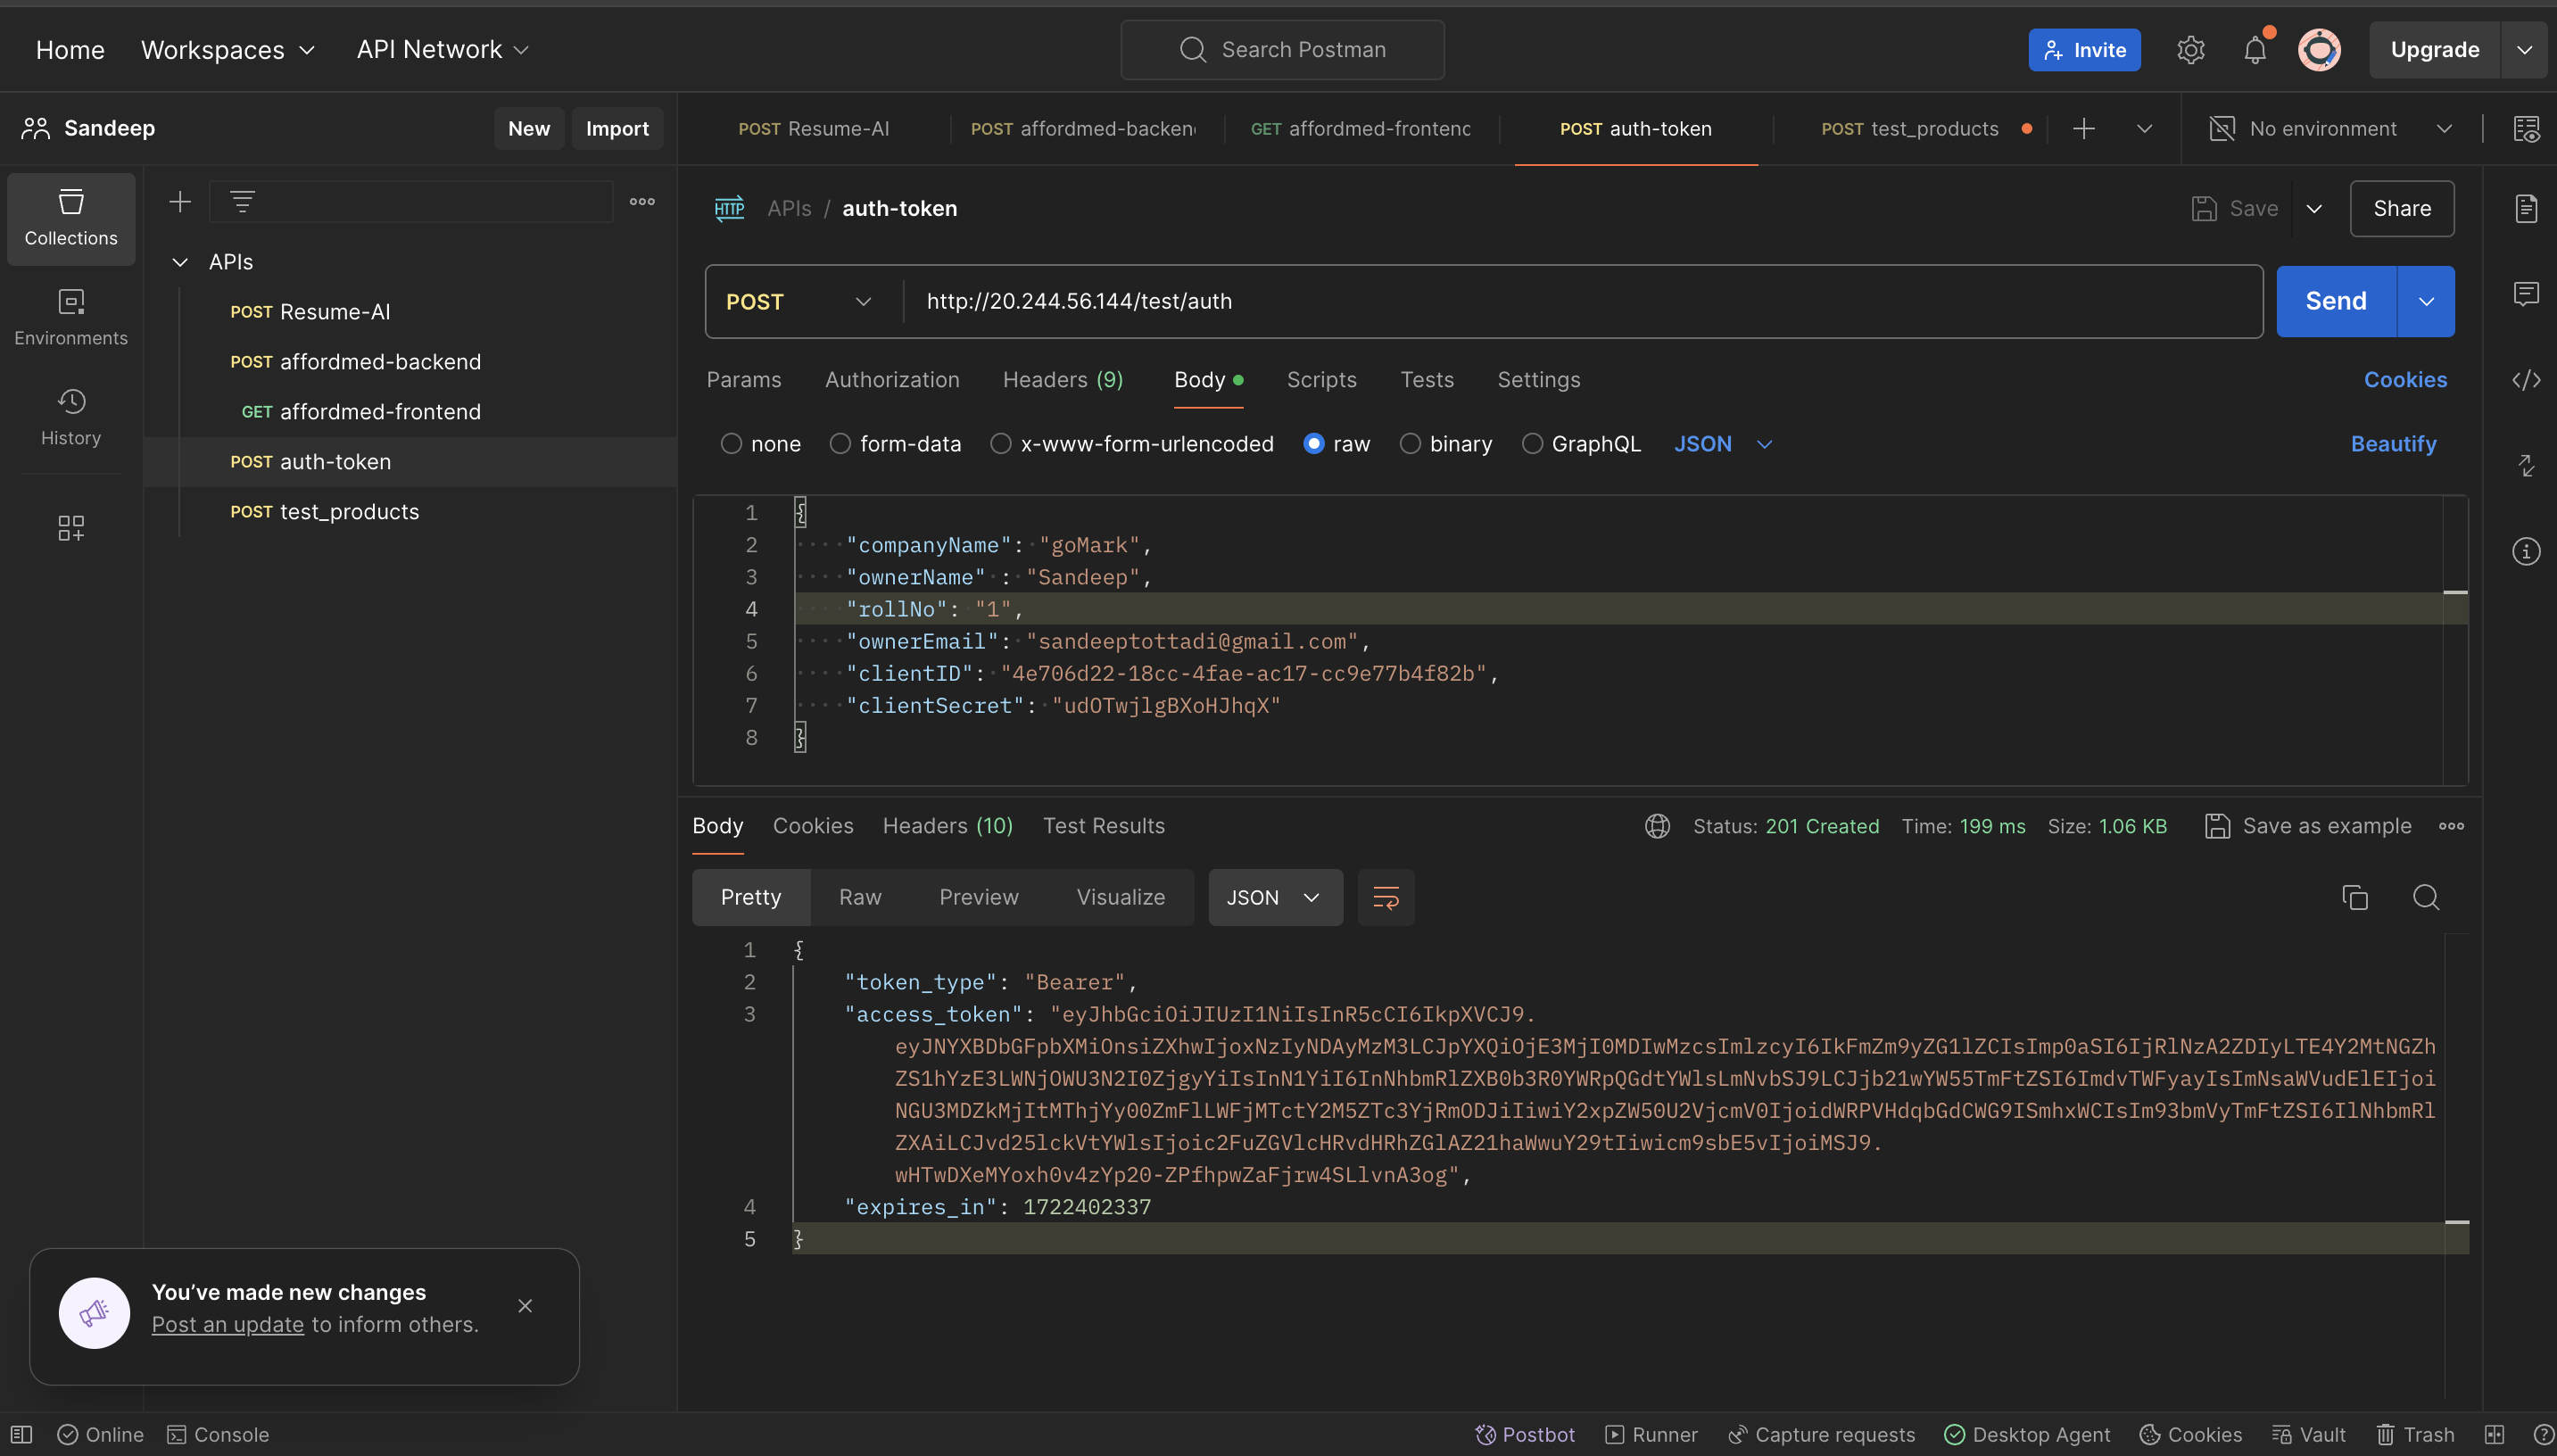 Home Workspaces API Network Search Postman Invite Upgrade
Sandeep New Import POST Resume-AI POST affordmed-backen GET affordmed-frontenc POST auth-token POST test_products No environment
Collections
Environments
History
APIs
POST Resume-AI
POST affordmed-backend
GET affordmed-frontend
POST auth-token
POST test_products
HTTP APIs / auth-token Save Share
POST http://20.244.56.144/test/auth Send
Params Authorization Headers (9) Body Scripts Tests Settings Cookies
none form-data x-www-form-urlencoded raw binary GraphQL JSON Beautify
1 {
2 "companyName": "goMark",
3 "ownerName" : "Sandeep",
4 "rollNo": "1",
5 "ownerEmail": "sandeeptottadi@gmail.com",
6 "clientID": "4e706d22-18cc-4fae-ac17-cc9e77b4f82b",
7 "clientSecret": "udOTwjlgBXoHJhqX"
8 }
Body Cookies Headers (10) Test Results Status: 201 Created Time: 199 ms Size: 1.06 KB Save as example
Pretty Raw Preview Visualize JSON
1 {
2 "token_type": "Bearer",
3 "access_token": "eyJhbGciOiJIUzI1NiIsInR5cCI6IkpXVCJ9.
eyJNYXBDbGFpbXMiOnsiZXhwIjoxNzIyNDAyMzM3LCJpYXQiOjE3MjI0MDIwMzcsImlzcyI6IkFmZm9yZG1lZCIsImp0aSI6IjRlNzA2ZDIyLTE4Y2MtNGZh
ZS1hYzE3LWNjOWU3N2I0ZjgyYiIsInN1YiI6InNhbmRlZXB0b3R0YWRpQGdtYWlsLmNvbSJ9LCJjb21wYW55TmFtZSI6ImdvTWFyayIsImNsaWVudElEIjoi
NGU3MDZkMjItMThjYy00ZmFlLWFjMTctY2M5ZTc3YjRmODJiIiwiY2xpZW50U2VjcmV0IjoidWRPVHdqbGdCWG9ISmhxWCIsIm93bmVyTmFtZSI6IlNhbmRl
ZXAiLCJvd25lckVtYWlsIjoic2FuZGVlcHRvdHRhZGlAZ21haWwuY29tIiwicm9sbE5vIjoiMSJ9.
wHTwDXeMYoxh0v4zYp20-ZPfhpwZaFjrw4SLlvnA3og",
4 "expires_in": 1722402337
5 }
You've made new changes
Post an update to inform others.
Online Console Postbot Runner Capture requests Desktop Agent Cookies Vault Trash